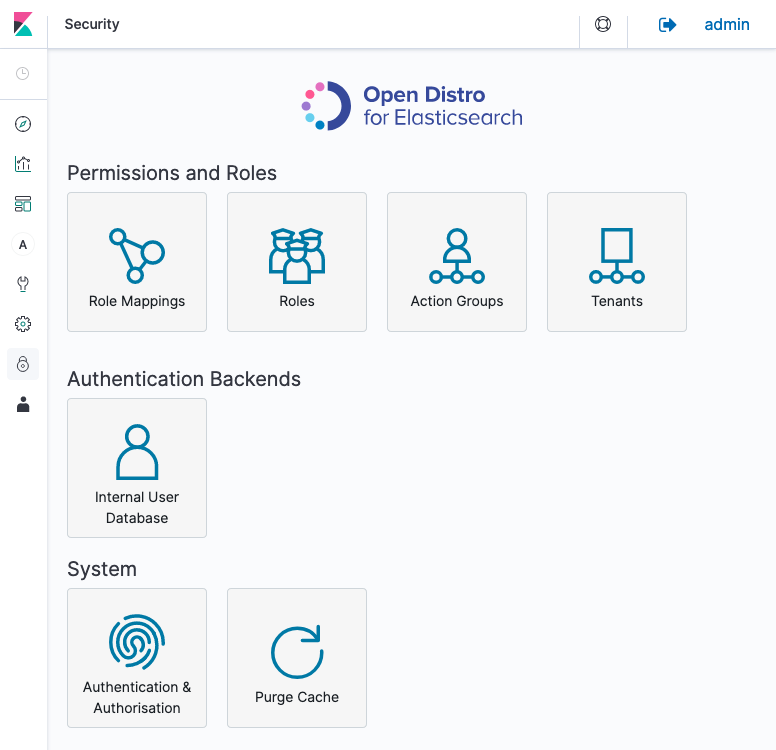 Security
admin
Open Distro
for Elasticsearch
Permissions and Roles
Role Mappings
Roles
Action Groups
Tenants
A
Authentication Backends
Internal User
Database
System
Authentication &
Authorisation
Purge Cache